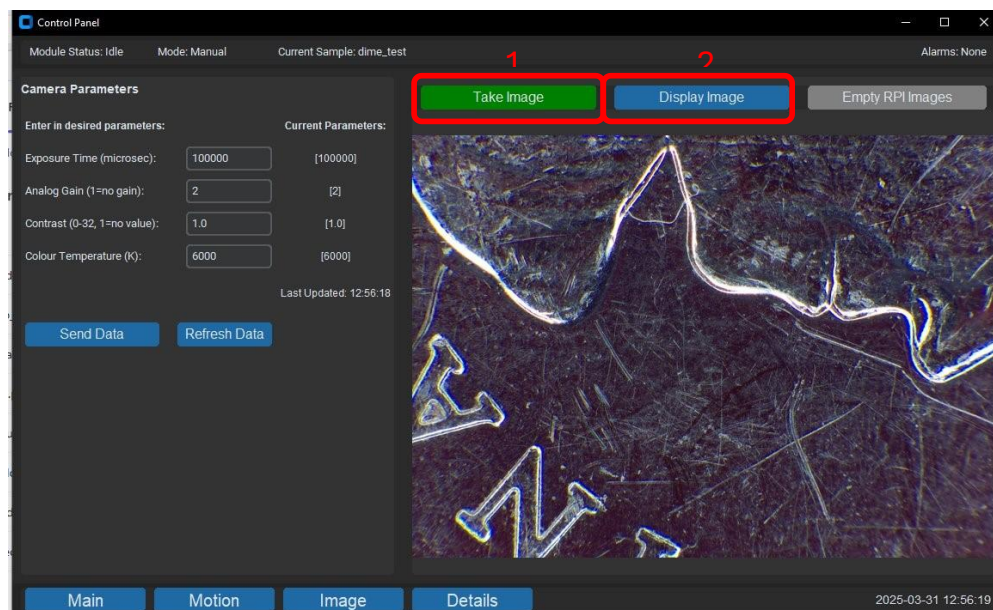 Control Panel
Module Status: Idle Mode: Manual Current Sample: dime_test Alarms: None
1 2
Camera Parameters
Take Image Display Image Empty RPI Images
Enter in desired parameters: Current Parameters:
Exposure Time (microsec): 100000 [100000]
Analog Gain (1=no gain): 2 [2]
Contrast (0-32, 1=no value): 1.0 [1.0]
Colour Temperature (K): 6000 [6000]
Last Updated: 12:56:18
Send Data Refresh Data
N
Main Motion Image Details 2025-03-31 12:56:19